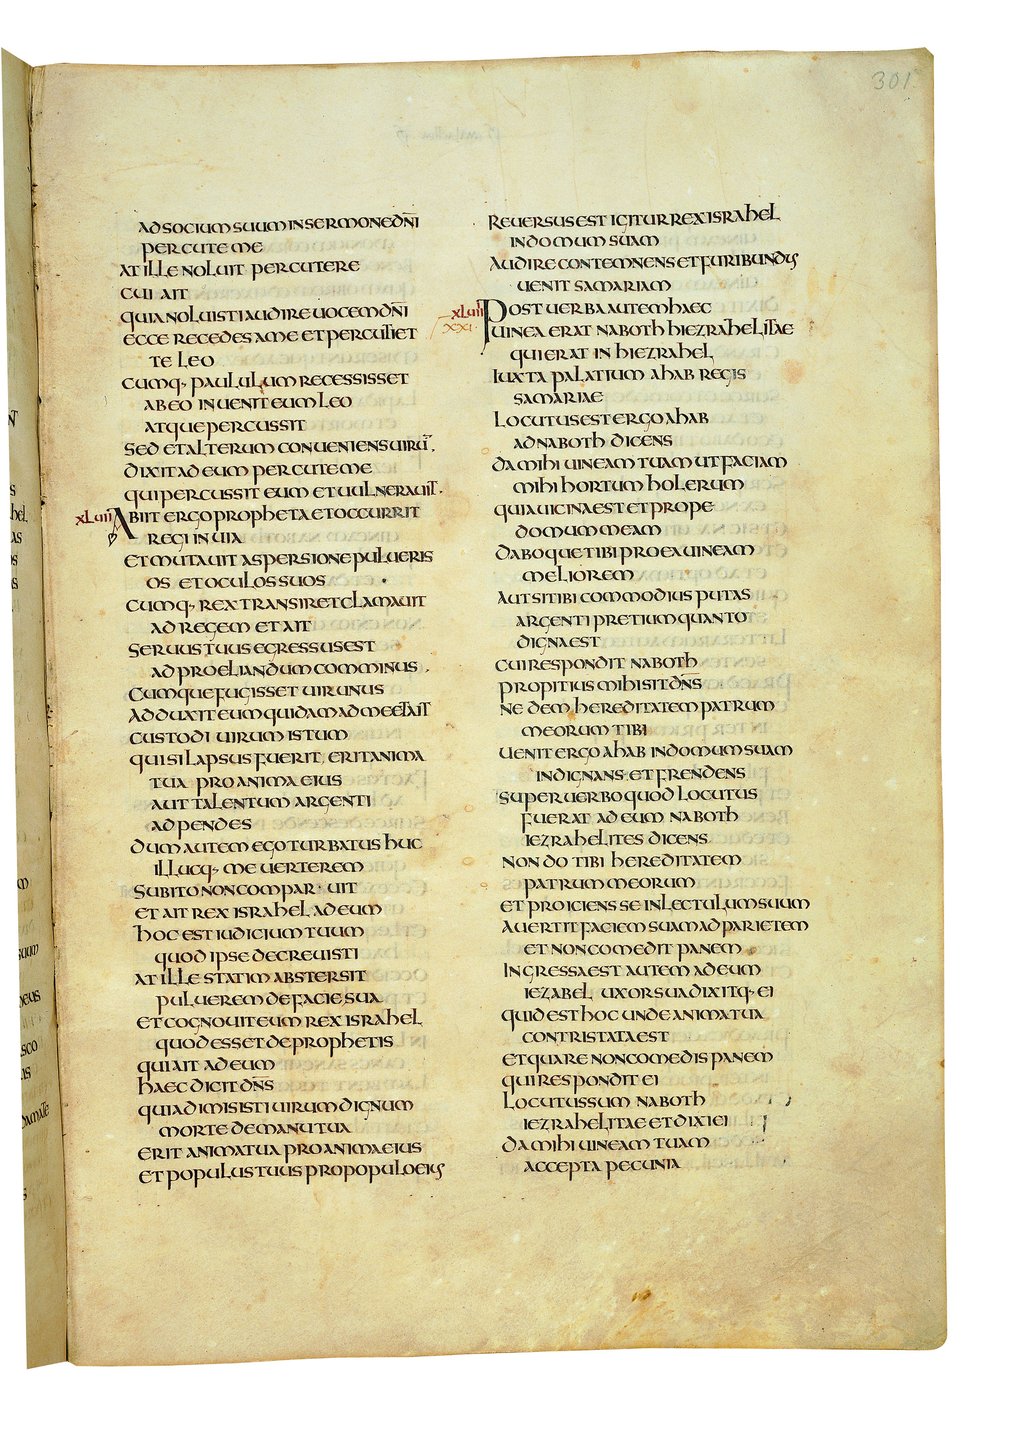 301
AD SOCIUM SUUM IN SERMONE DN̅I
PERCUTE ME
AT ILLE NOLUIT PERCUTERE
CUI AIT
QUIA NOLUISTI AUDIRE UOCEM DN̅I
ECCE RECEDES A ME ET PERCUTIET
TE LEO
CUMQ· PAULULUM RECESSISSET
AB EO INUENIT EUM LEO
ATQUE PERCUSSIT
SED ET ALTERUM CONUENIENS UIRU̅
DIXIT AD EUM PERCUTE ME
QUI PERCUSSIT EUM ET UULNERAUIT
XLVII ABIIT ERGO PROPHETA ET OCCURRIT
REGI IN UIA
ET MUTAUIT ASPERSIONE PULUERIS
OS ET OCULOS SUOS
CUMQ· REX TRANSIRET CLAMAUIT
AD REGEM ET AIT
SERUUS TUUS EGRESSUS EST
AD PROELIANDUM COMMINUS
CUMQUE FUGISSET UIR UNUS
ADDUXIT EUM QUIDAM AD ME ET AIT
CUSTODI UIRUM ISTUM
QUI SI LAPSUS FUERIT ERIT ANIMA
TUA PRO ANIMA EIUS
AUT TALENTUM ARGENTI
ADPENDES
DUM AUTEM EGO TURBATUS HUC
ILLUCQ· ME UERTEREM
SUBITO NON COMPARUIT
ET AIT REX ISRAHEL AD EUM
HOC EST IUDICIUM TUUM
QUOD IPSE DECREUISTI
AT ILLE STATIM ABSTERSIT
PULUEREM DE FACIE SUA
ET COGNOUIT EUM REX ISRAHEL
QUOD ESSET DE PROPHETIS
QUI AIT AD EUM
HAEC DICIT DN̅S
QUIA DIMISISTI UIRUM DIGNUM
MORTE DE MANU TUA
ERIT ANIMA TUA PRO ANIMA EIUS
ET POPULUS TUUS PRO POPULO EIUS
REUERSUS EST IGITUR REX ISRAHEL
IN DOMUM SUAM
AUDIRE CONTEMNENS ET FURIBUNDUS
UENIT SAMARIAM
XLVIII POST UERBA AUTEM HAEC
XXI UINEA ERAT NABOTH HIEZRAHELITAE
QUI ERAT IN HIEZRAHEL
IUXTA PALATIUM AHAB REGIS
SAMARIAE
LOCUTUS EST ERGO AHAB
AD NABOTH DICENS
DA MIHI UINEAM TUAM UT FACIAM
MIHI HORTUM HOLERUM
QUIA UICINA EST ET PROPE
DOMUM MEAM
DABOQUE TIBI PRO EA UINEAM
MELIOREM
AUT SI TIBI COMMODIUS PUTAS
ARGENTI PRETIUM QUANTO
DIGNA EST
CUI RESPONDIT NABOTH
PROPITIUS MIHI SIT DN̅S
NE DEM HEREDITATEM PATRUM
MEORUM TIBI
UENIT ERGO AHAB IN DOMUM SUAM
INDIGNANS ET FRENDENS
SUPER UERBO QUOD LOCUTUS
FUERAT AD EUM NABOTH
IEZRAHELITES DICENS
NON DO TIBI HEREDITATEM
PATRUM MEORUM
ET PROICIENS SE IN LECTULUM SUUM
AUERTIT FACIEM SUAM AD PARIETEM
ET NON COMEDIT PANEM
INGRESSA EST AUTEM AD EUM
IEZABEL UXOR SUA DIXITQ· EI
QUID EST HOC UNDE ANIMA TUA
CONTRISTATA EST
ET QUARE NON COMEDIS PANEM
QUI RESPONDIT EI
LOCUTUS SUM NABOTH
IEZRAHELITAE ET DIXI EI
DA MIHI UINEAM TUAM
ACCEPTA PECUNIA